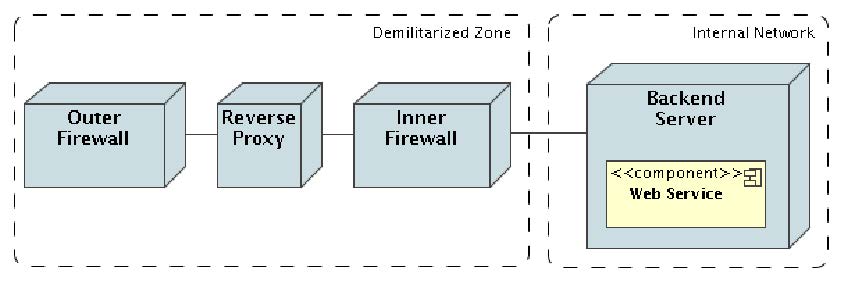 Demilitarized Zone
Internal Network
Outer
Firewall
Reverse
Proxy
Inner
Firewall
Backend
Server
<<component>>
Web Service